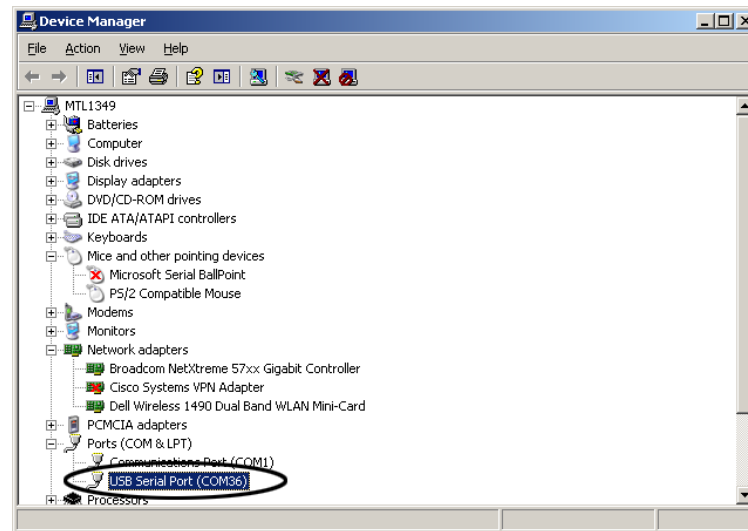 Device Manager
File Action View Help
MTL1349
Batteries
Computer
Disk drives
Display adapters
DVD/CD-ROM drives
IDE ATA/ATAPI controllers
Keyboards
Mice and other pointing devices
Microsoft Serial BallPoint
PS/2 Compatible Mouse
Modems
Monitors
Network adapters
Broadcom NetXtreme 57xx Gigabit Controller
Cisco Systems VPN Adapter
Dell Wireless 1490 Dual Band WLAN Mini-Card
PCMCIA adapters
Ports (COM & LPT)
Communications Port (COM1)
USB Serial Port (COM36)
Processors